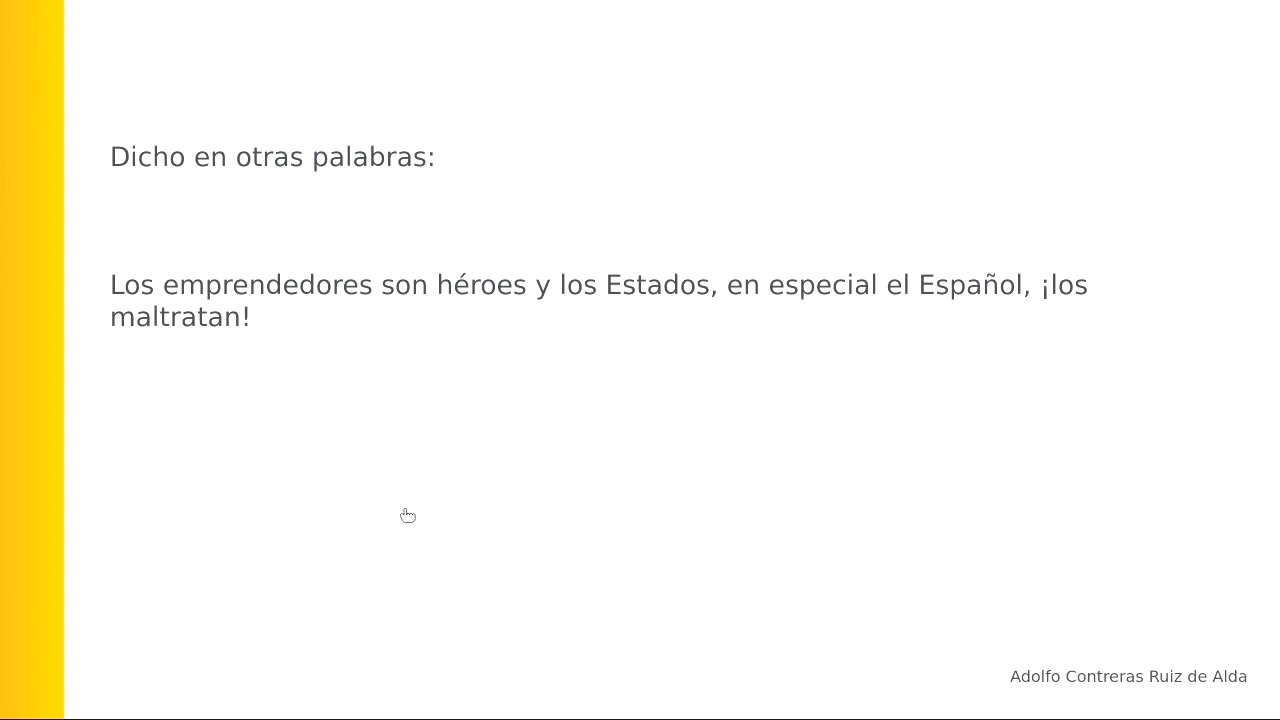 Dicho en otras palabras:
Los emprendedores son héroes y los Estados, en especial el Español, ¡los
maltratan!
Adolfo Contreras Ruiz de Alda